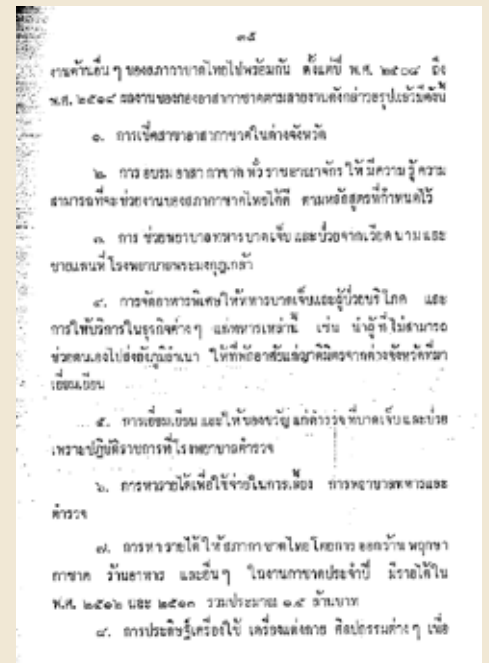 ๓๕
งานด้านอื่น ๆ ของสภากาชาดไทยไปพร้อมกัน ตั้งแต่ปี พ.ศ. ๒๕๐๘ ถึง
พ.ศ. ๒๕๑๔ ผลงานของกองอาสากาชาดตามสายงานดังกล่าวสรุปแล้วมีดังนี้
๑. การเปิดสาขาอาสากาชาดในต่างจังหวัด
๒. การอบรมอาสากาชาดทั่วราชอาณาจักร ให้มีความรู้ความ
สามารถที่จะช่วยงานของสภากาชาดไทยได้ดี ตามหลักสูตรที่กำหนดไว้
๓. การช่วยพยาบาลทหารบาดเจ็บ และป่วยจากเวียดนามและ
ชายแดนที่โรงพยาบาลพระมงกุฎเกล้า
๔. การจัดอาหารพิเศษให้ทหารบาดเจ็บและผู้ป่วยบริโภค และ
การให้บริการในธุรกิจต่าง ๆ แก่ทหารเหล่านี้ เช่น นำผู้ที่ไม่สามารถ
ช่วยตนเองไปส่งยังภูมิลำเนา ให้ที่พักอาศัยแก่ญาติมิตรจากต่างจังหวัดที่มา
เยี่ยมเยียน
๕. การเยี่ยมเยียน และให้ของขวัญ แก่ตำรวจ ที่บาดเจ็บและป่วย
เพราะปฏิบัติราชการที่โรงพยาบาลตำรวจ
๖. การหารายได้เพื่อใช้จ่ายในการเลี้ยง การพยาบาลทหารและ
ตำรวจ
๗. การหารายได้ให้สภากาชาดไทยโดยการ ออกร้าน พฤกษา
กาชาด ร้านอาหาร และอื่น ๆ ในงานกาชาดประจำปี มีรายได้ใน
พ.ศ. ๒๕๑๒ และ ๒๕๑๓ รวมประมาณ ๑.๕ ล้านบาท
๘. การประดิษฐ์เครื่องใช้ เครื่องแต่งกาย ศิลปกรรมต่าง ๆ เพื่อ